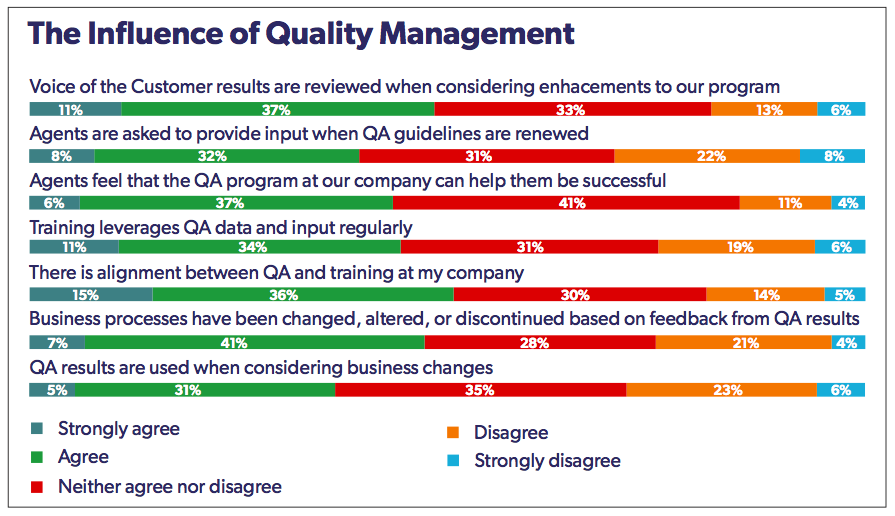 The Influence of Quality Management
Voice of the Customer results are reviewed when considering enhacements to our program
11% 37% 33% 13% 6%
Agents are asked to provide input when QA guidelines are renewed
8% 32% 31% 22% 8%
Agents feel that the QA program at our company can help them be successful
6% 37% 41% 11% 4%
Training leverages QA data and input regularly
11% 34% 31% 19% 6%
There is alignment between QA and training at my company
15% 36% 30% 14% 5%
Business processes have been changed, altered, or discontinued based on feedback from QA results
7% 41% 28% 21% 4%
QA results are used when considering business changes
5% 31% 35% 23% 6%
Strongly agree
Agree
Neither agree nor disagree
Disagree
Strongly disagree